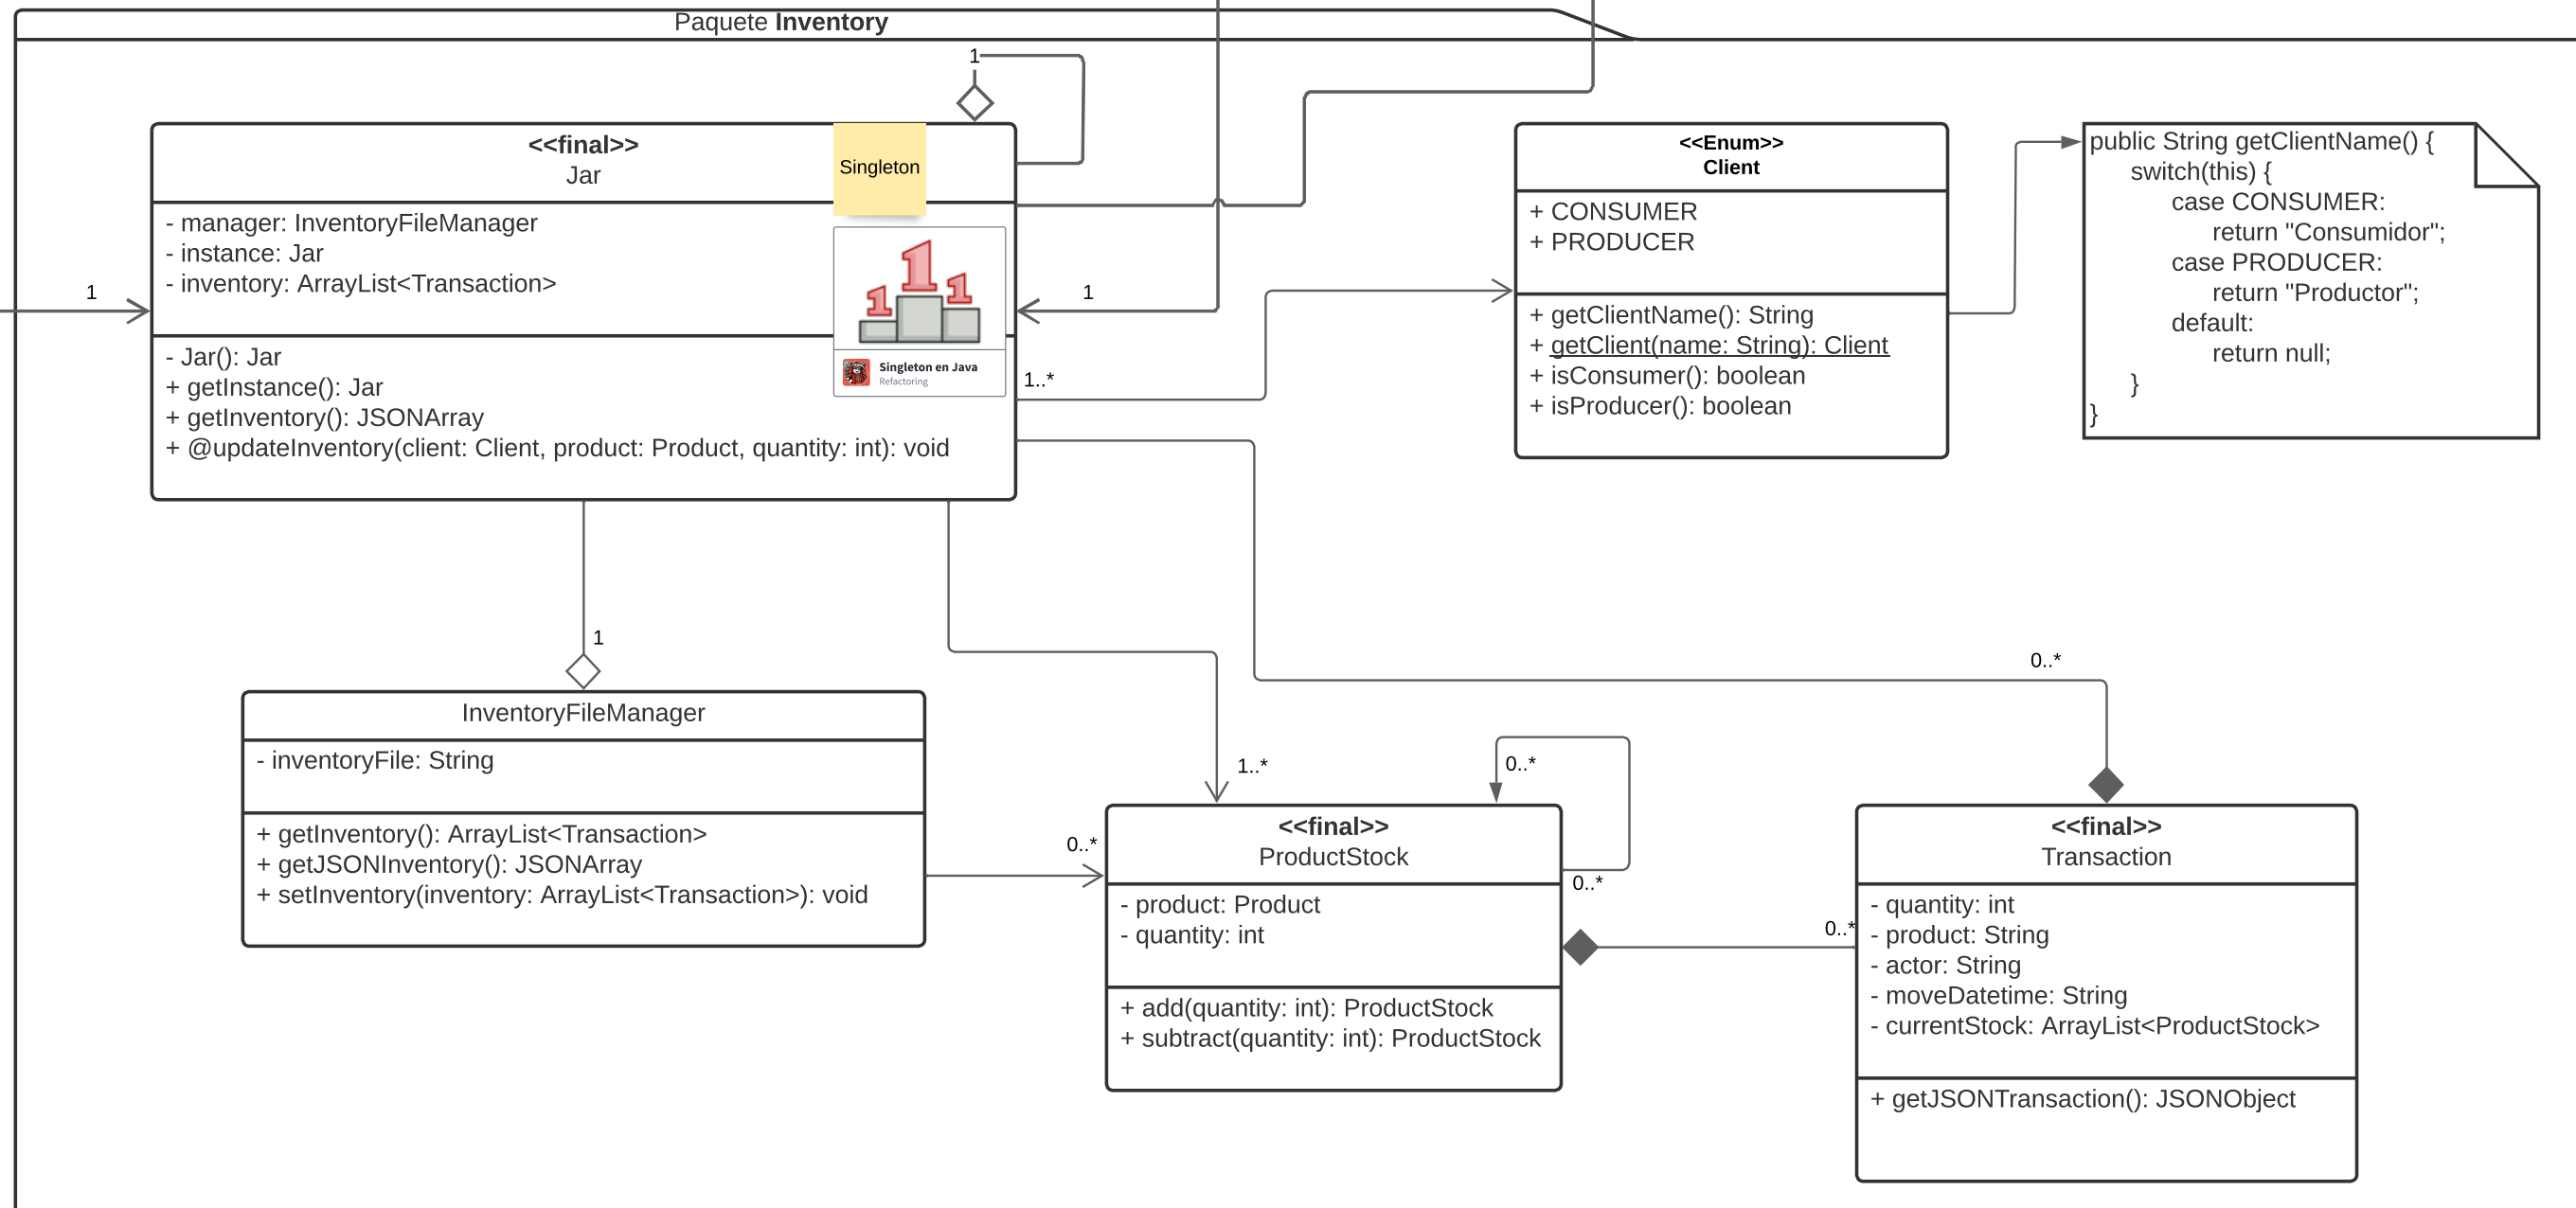 Paquete Inventory
1
<<final>>
Jar
Singleton
- manager: InventoryFileManager
- instance: Jar
- inventory: ArrayList<Transaction>
1
1
Singleton en Java
Refactoring
- Jar(): Jar
+ getInstance(): Jar
+ getInventory(): JSONArray
+ @updateInventory(client: Client, product: Product, quantity: int): void
1..*
<<Enum>>
Client
+ CONSUMER
+ PRODUCER
+ getClientName(): String
+ getClient(name: String): Client
+ isConsumer(): boolean
+ isProducer(): boolean
public String getClientName() {
switch(this) {
case CONSUMER:
return "Consumidor";
case PRODUCER:
return "Productor";
default:
return null;
}
}
1
InventoryFileManager
- inventoryFile: String
+ getInventory(): ArrayList<Transaction>
+ getJSONInventory(): JSONArray
+ setInventory(inventory: ArrayList<Transaction>): void
0..*
1..*
0..*
<<final>>
ProductStock
0..*
- product: Product
- quantity: int
+ add(quantity: int): ProductStock
+ subtract(quantity: int): ProductStock
0..*
0..*
<<final>>
Transaction
- quantity: int
- product: String
- actor: String
- moveDatetime: String
- currentStock: ArrayList<ProductStock>
+ getJSONTransaction(): JSONObject